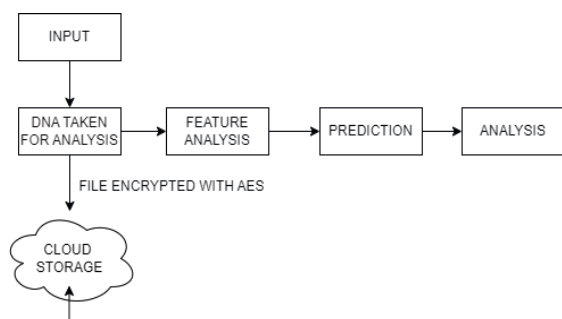 INPUT
DNA TAKEN
FOR ANALYSIS
FEATURE
ANALYSIS
PREDICTION
ANALYSIS
FILE ENCRYPTED WITH AES
CLOUD
STORAGE